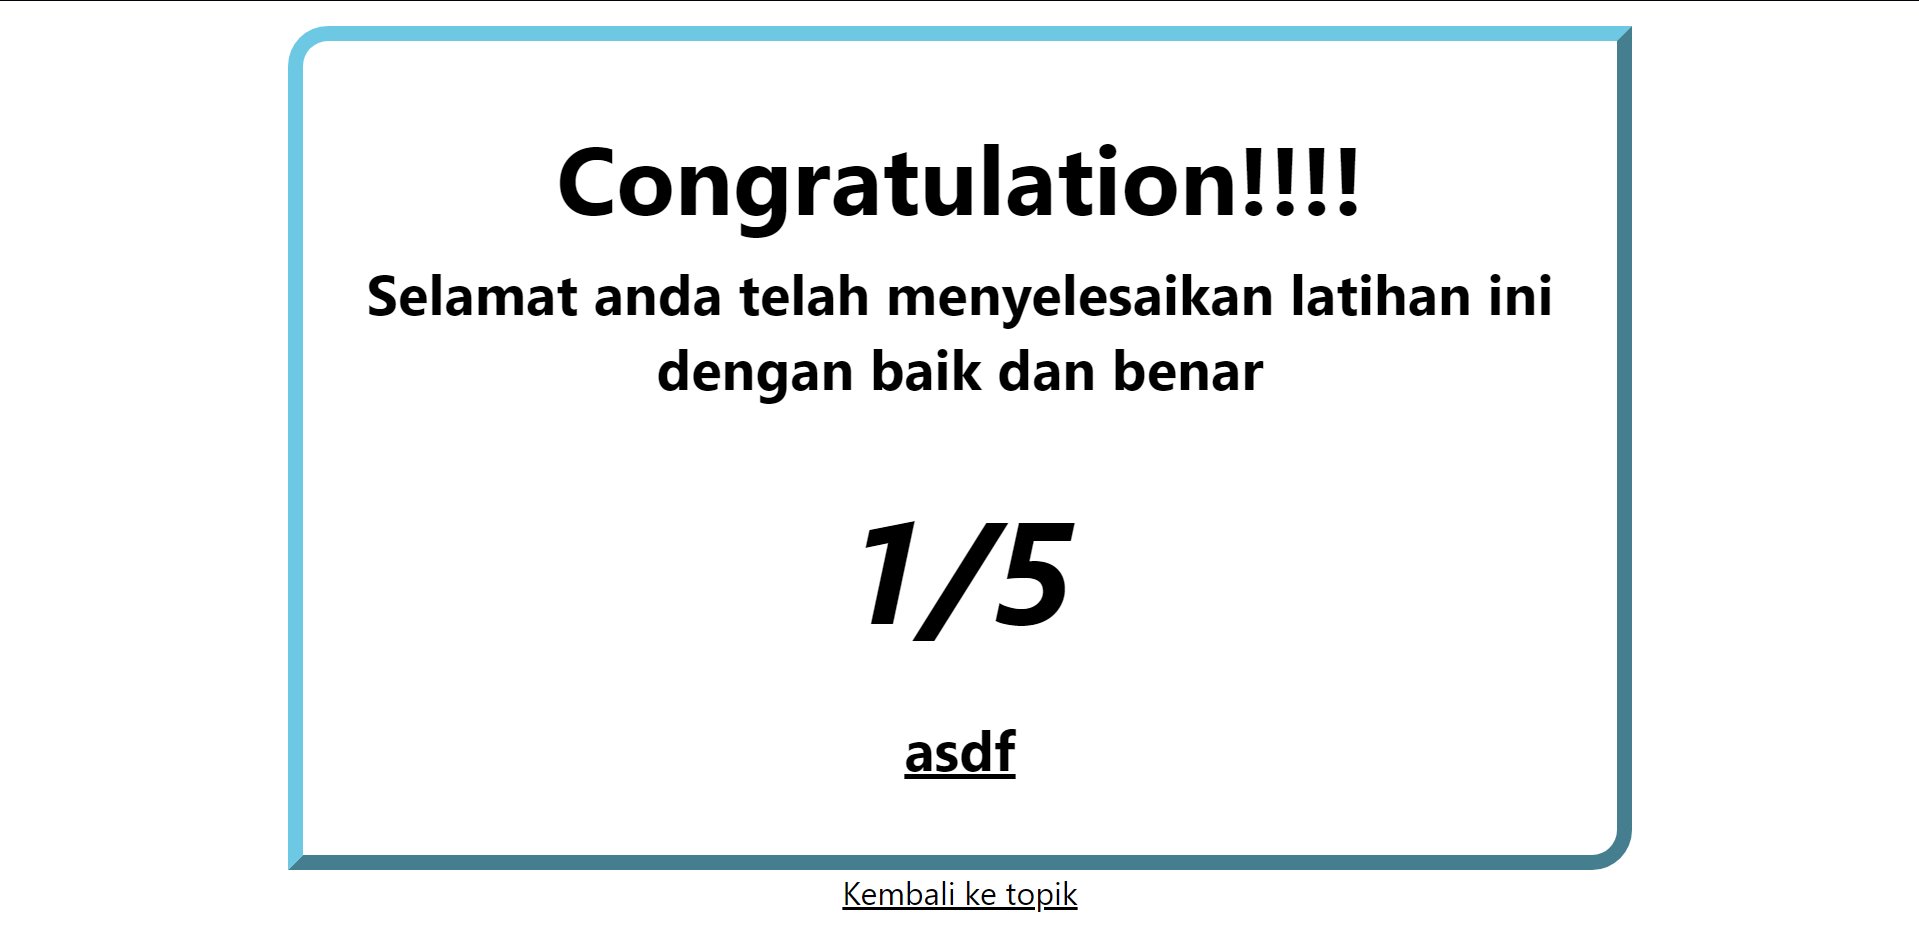 Congratulation!!!!
Selamat anda telah menyelesaikan latihan ini
dengan baik dan benar
1/5
asdf
Kembali ke topik